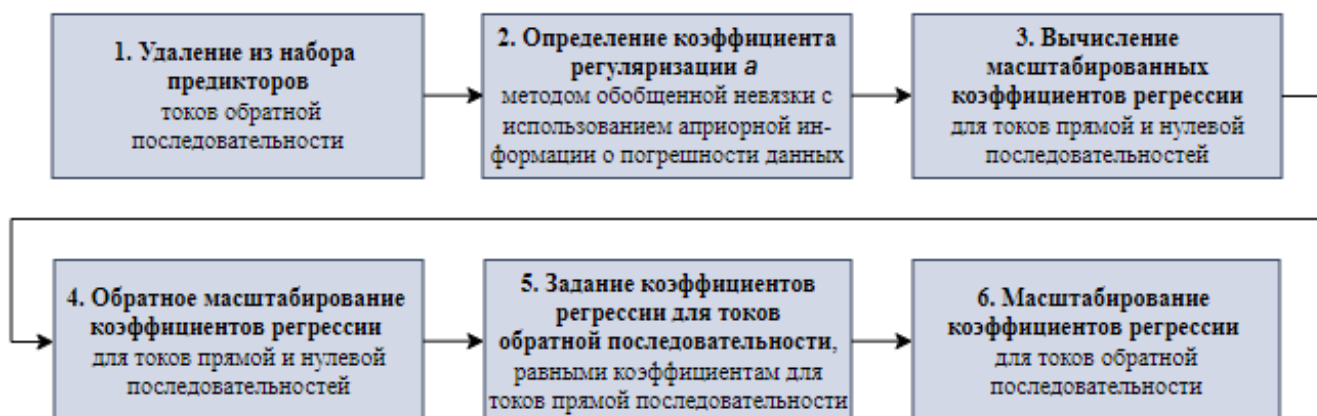 1. Удаление из набора
предикторов
токов обратной
последовательности
2. Определение коэффициента
регуляризации a
методом обобщенной невязки с
использованием априорной ин-
формации о погрешности данных
3. Вычисление
масштабированных
коэффициентов регрессии
для токов прямой и нулевой
последовательностей
4. Обратное масштабирование
коэффициентов регрессии
для токов прямой и нулевой
последовательностей
5. Задание коэффициентов
регрессии для токов
обратной последовательности,
равными коэффициентам для
токов прямой последовательности
6. Масштабирование
коэффициентов регрессии
для токов обратной
последовательности